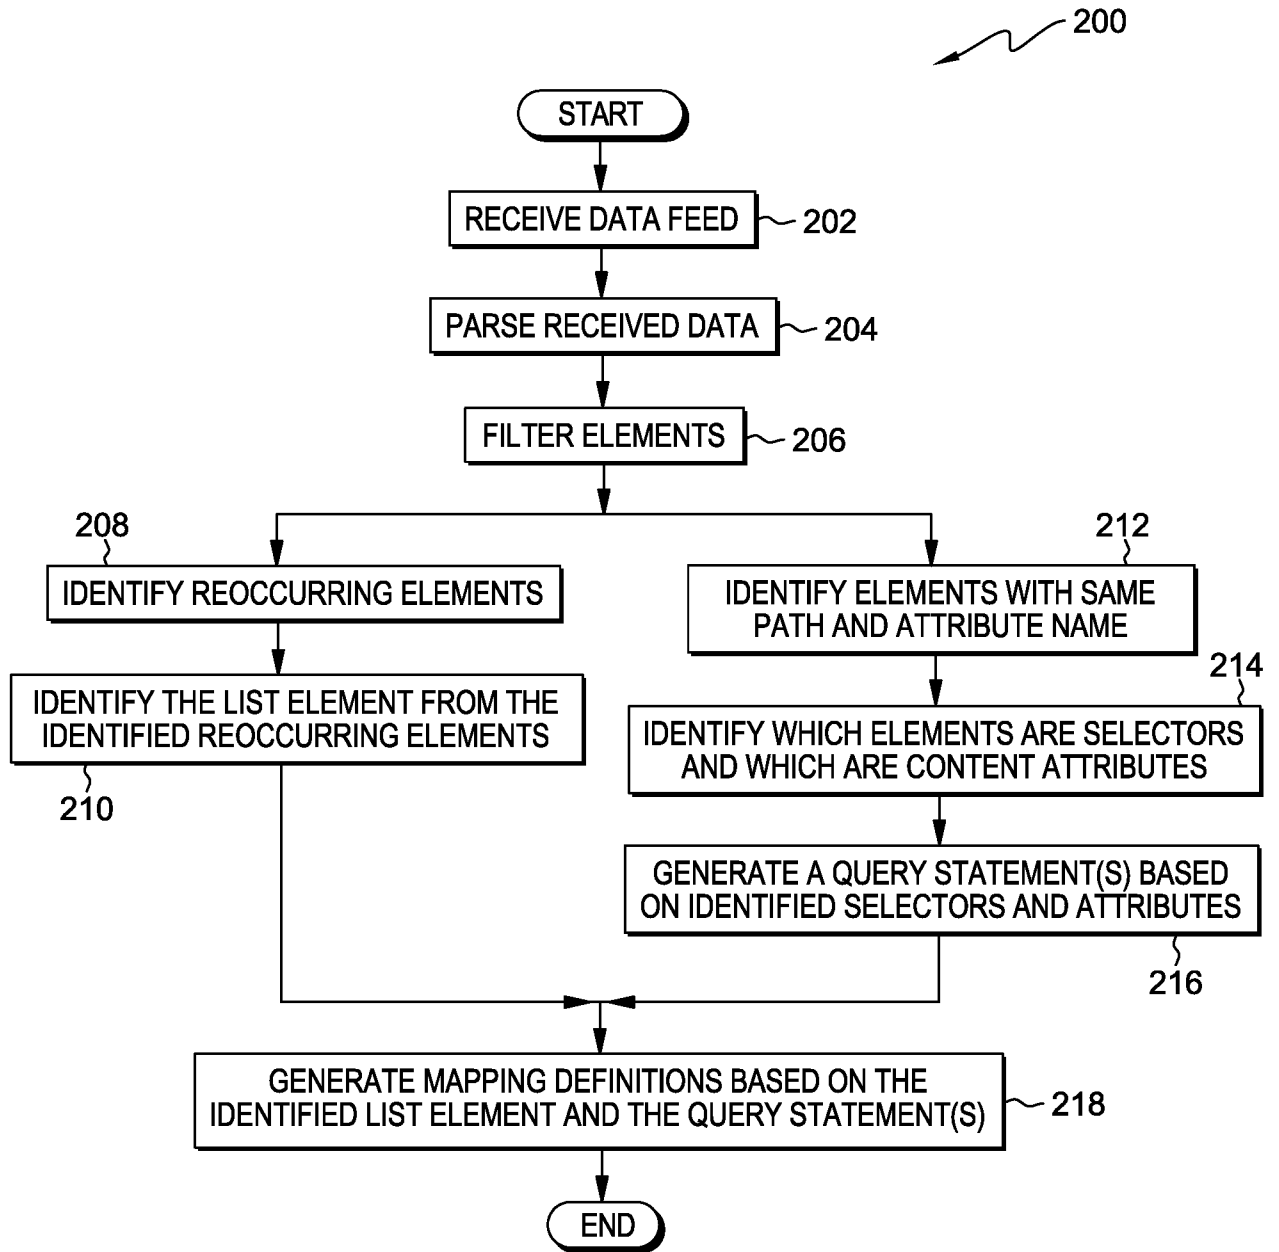 200
START
RECEIVE DATA FEED
202
PARSE RECEIVED DATA
204
FILTER ELEMENTS
206
208
IDENTIFY REOCCURRING ELEMENTS
IDENTIFY THE LIST ELEMENT FROM THE
IDENTIFIED REOCCURRING ELEMENTS
210
212
IDENTIFY ELEMENTS WITH SAME
PATH AND ATTRIBUTE NAME
214
IDENTIFY WHICH ELEMENTS ARE SELECTORS
AND WHICH ARE CONTENT ATTRIBUTES
GENERATE A QUERY STATEMENT(S) BASED
ON IDENTIFIED SELECTORS AND ATTRIBUTES
216
GENERATE MAPPING DEFINITIONS BASED ON THE
IDENTIFIED LIST ELEMENT AND THE QUERY STATEMENT(S)
218
END